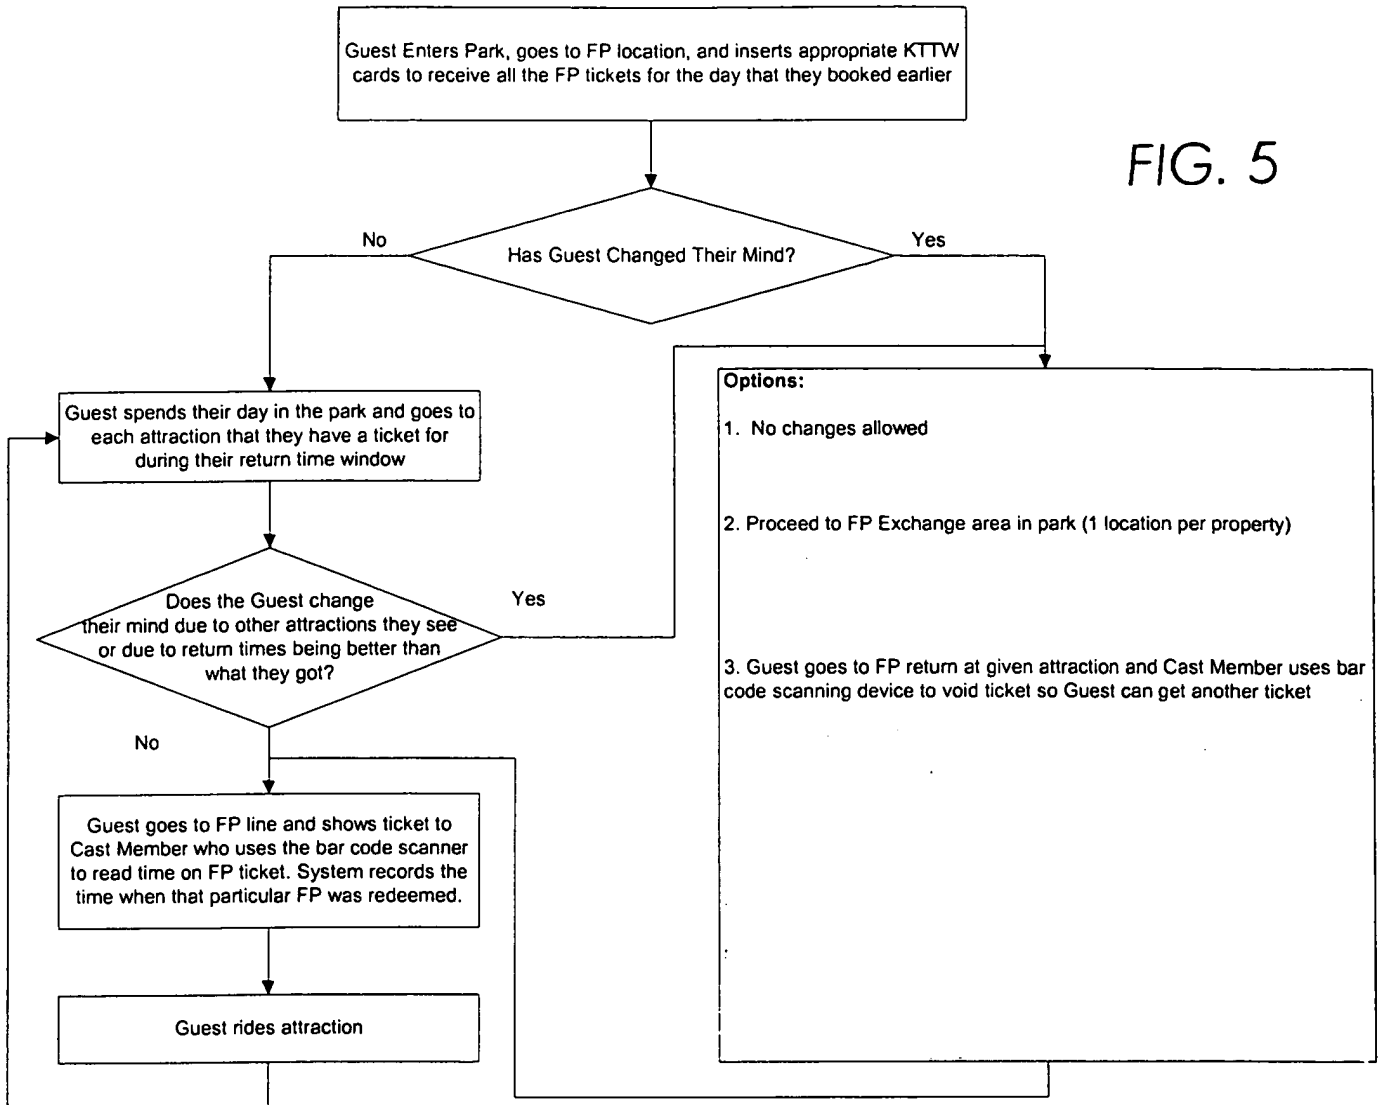 Guest Enters Park, goes to FP location, and inserts appropriate KTTW
cards to receive all the FP tickets for the day that they booked earlier
FIG. 5
Has Guest Changed Their Mind?
No
Yes
Guest spends their day in the park and goes to
each attraction that they have a ticket for
during their return time window
Does the Guest change
their mind due to other attractions they see
or due to return times being better than
what they got?
Yes
No
Guest goes to FP line and shows ticket to
Cast Member who uses the bar code scanner
to read time on FP ticket. System records the
time when that particular FP was redeemed.
Guest rides attraction
Options:
1. No changes allowed
2. Proceed to FP Exchange area in park (1 location per property)
3. Guest goes to FP return at given attraction and Cast Member uses bar
code scanning device to void ticket so Guest can get another ticket